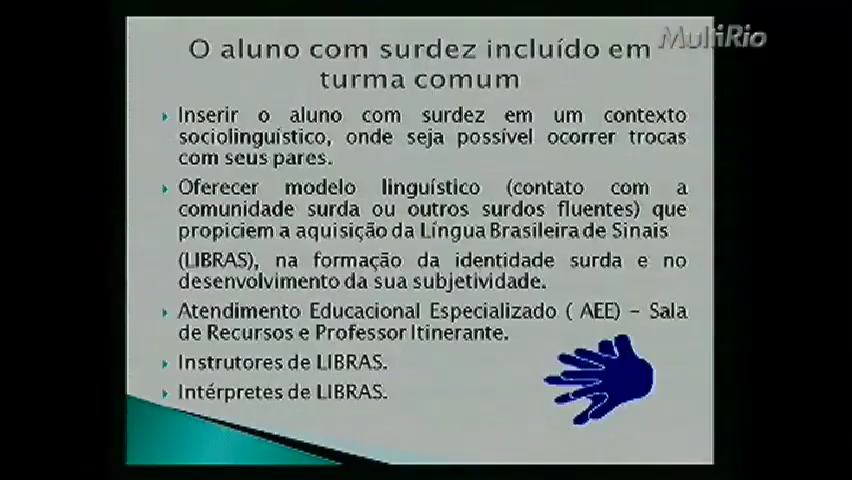 MultiRio
O aluno com surdez incluído em
turma comum
Inserir o aluno com surdez em um contexto
sociolinguístico, onde seja possível ocorrer trocas
com seus pares.
Oferecer modelo linguístico (contato com a
comunidade surda ou outros surdos fluentes) que
propiciem a aquisição da Língua Brasileira de Sinais
(LIBRAS), na formação da identidade surda e no
desenvolvimento da sua subjetividade.
Atendimento Educacional Especializado ( AEE) – Sala
de Recursos e Professor Itinerante.
Instrutores de LIBRAS.
Intérpretes de LIBRAS.